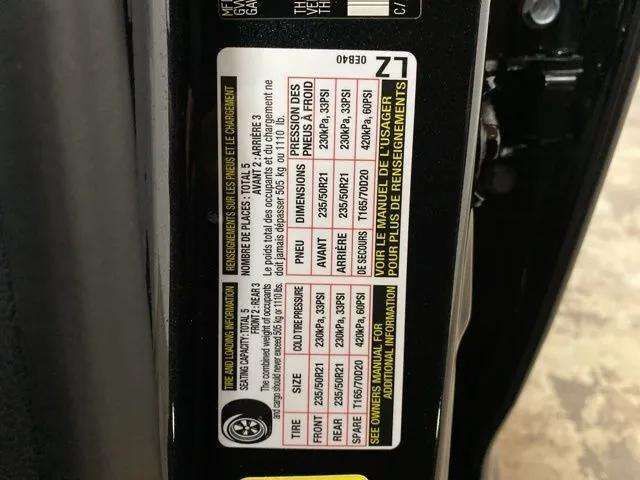 MF
GV
GA
TH
VE
TH
C/
TIRE AND LOADING INFORMATION
SEATING CAPACITY: TOTAL 5
FRONT 2 : REAR 3
The combined weight of occupants
and cargo should never exceed 505 kg or 1110 lbs.
TIRE SIZE COLD TIRE PRESSURE
FRONT 235/50R21 230kPa, 33PSI
REAR 235/50R21 230kPa, 33PSI
SPARE T165/70D20 420kPa, 60PSI
SEE OWNERS MANUAL FOR
ADDITIONAL INFORMATION
RENSEIGNEMENTS SUR LES PNEUS ET LE CHARGEMENT
NOMBRE DE PLACES : TOTAL 5
AVANT 2 : ARRIÈRE 3
Le poids total des occupants et du chargement ne
doit jamais dépasser 505 kg ou 1110 lb.
PNEU DIMENSIONS PRESSION DES
PNEUS À FROID
AVANT 235/50R21 230kPa, 33PSI
ARRIÈRE 235/50R21 230kPa, 33PSI
DE SECOURS T165/70D20 420kPa, 60PSI
VOIR LE MANUEL DE L'USAGER
POUR PLUS DE RENSEIGNEMENTS
0EB40
LZ